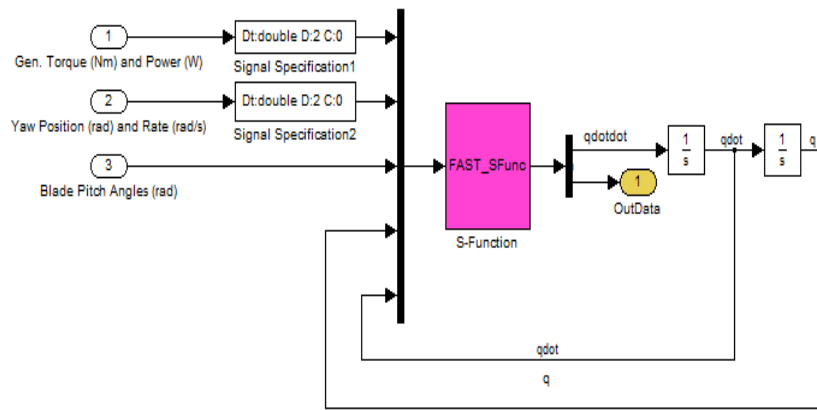 1
Dt:double D:2 C:0
Gen. Torque (Nm) and Power (W)
Signal Specification1
2
Dt:double D:2 C:0
Yaw Position (rad) and Rate (rad/s)
Signal Specification2
3
Blade Pitch Angles (rad)
FAST_SFunc
S-Function
qdotdot
1
s
qdot
1
s
q
1
OutData
qdot
q